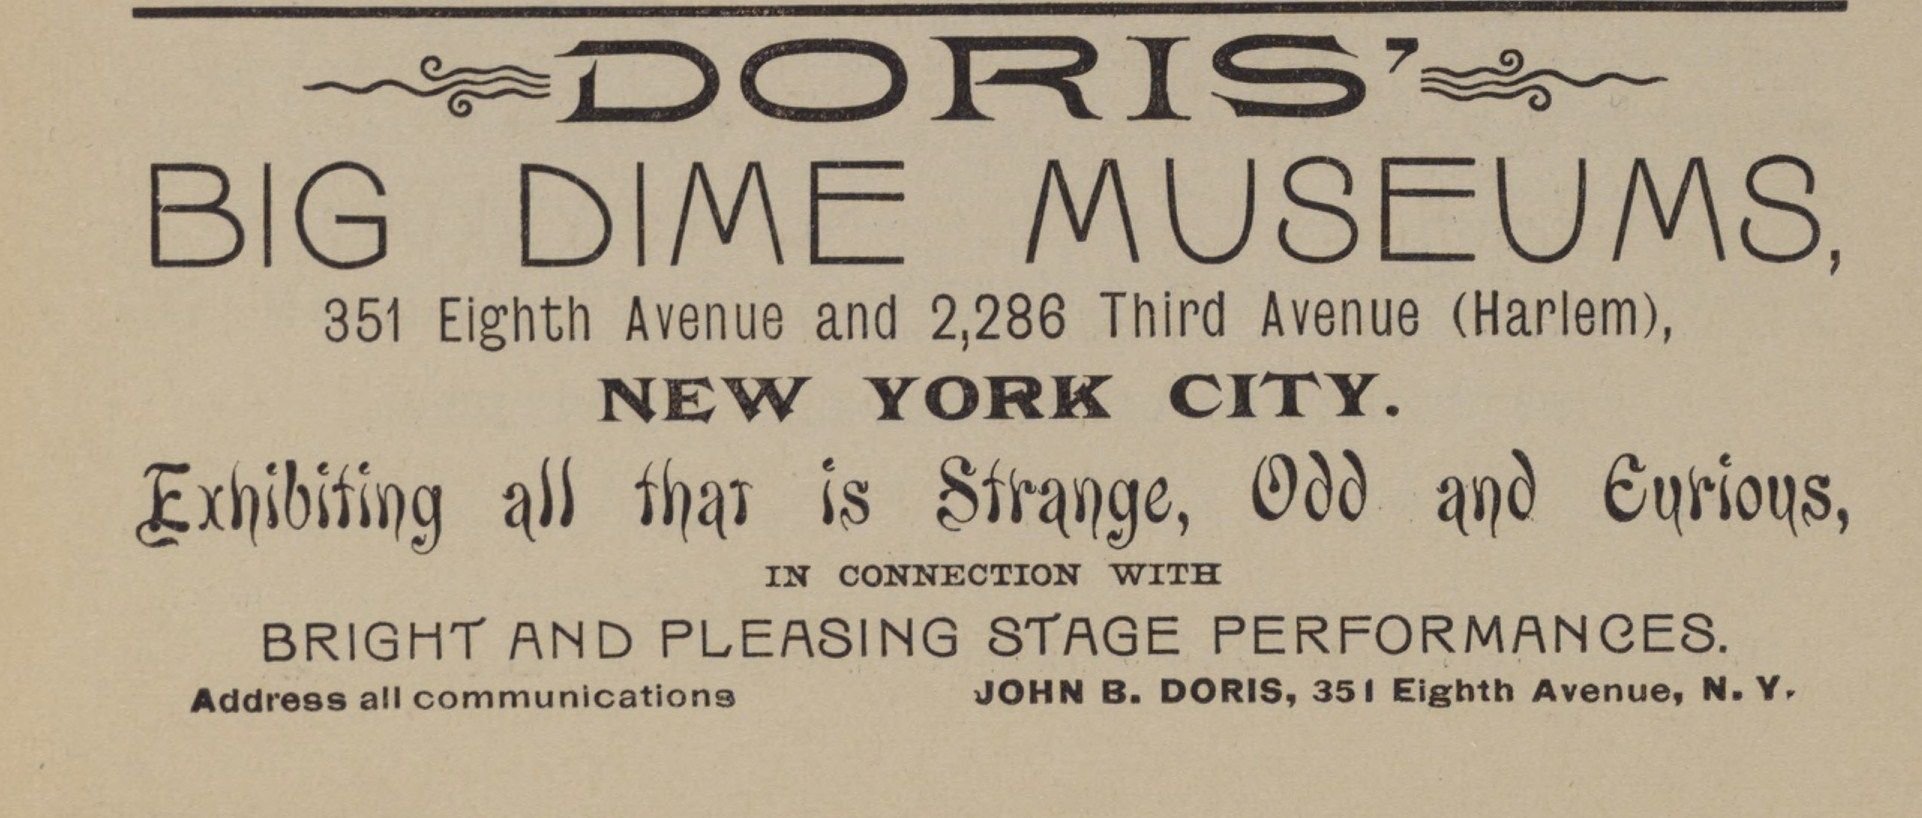 DORIS'
BIG DIME MUSEUMS,
351 Eighth Avenue and 2,286 Third Avenue (Harlem),
NEW YORK CITY.
Exhibiting all that is Strange, Odd and Curious,
IN CONNECTION WITH
BRIGHT AND PLEASING STAGE PERFORMANCES.
Address all communications JOHN B. DORIS, 351 Eighth Avenue, N. Y.